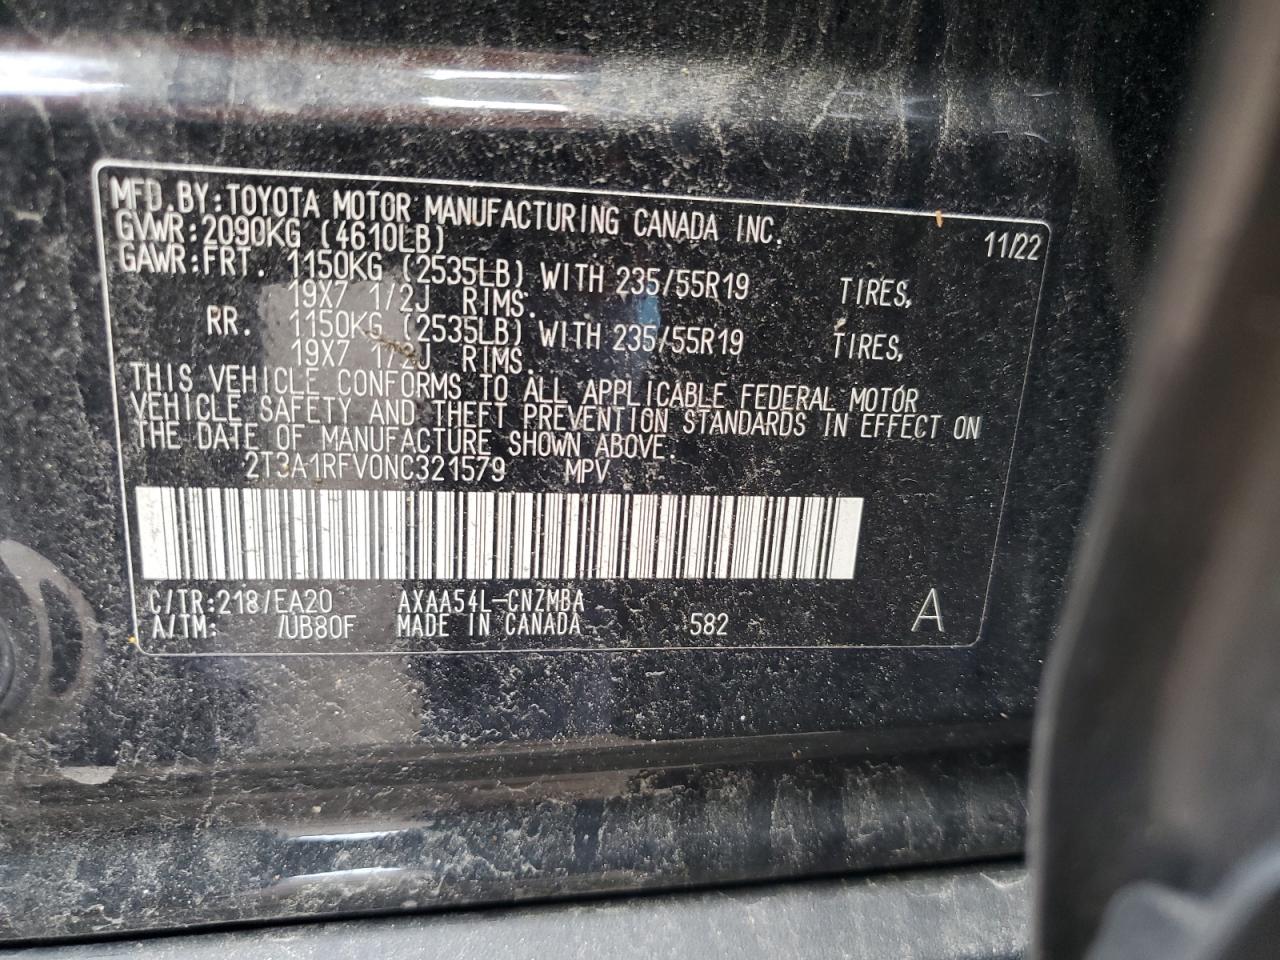 MFD.BY:TOYOTA MOTOR MANUFACTURING CANADA INC.
GVWR:2090KG (4610LB) 11/22
GAWR:FRT. 1150KG (2535LB) WITH 235/55R19 TIRES,
19X7 1/2J RIMS.
RR. 1150KG (2535LB) WITH 235/55R19 TIRES,
19X7 1/2J RIMS.
THIS VEHICLE CONFORMS TO ALL APPLICABLE FEDERAL MOTOR
VEHICLE SAFETY AND THEFT PREVENTION STANDARDS IN EFFECT ON
THE DATE OF MANUFACTURE SHOWN ABOVE.
2T3A1RFV0NC321579 MPV
C/TR:218/EA20 AXAA54L-CNZMBA
A/TM: /UB80F MADE IN CANADA 582 A